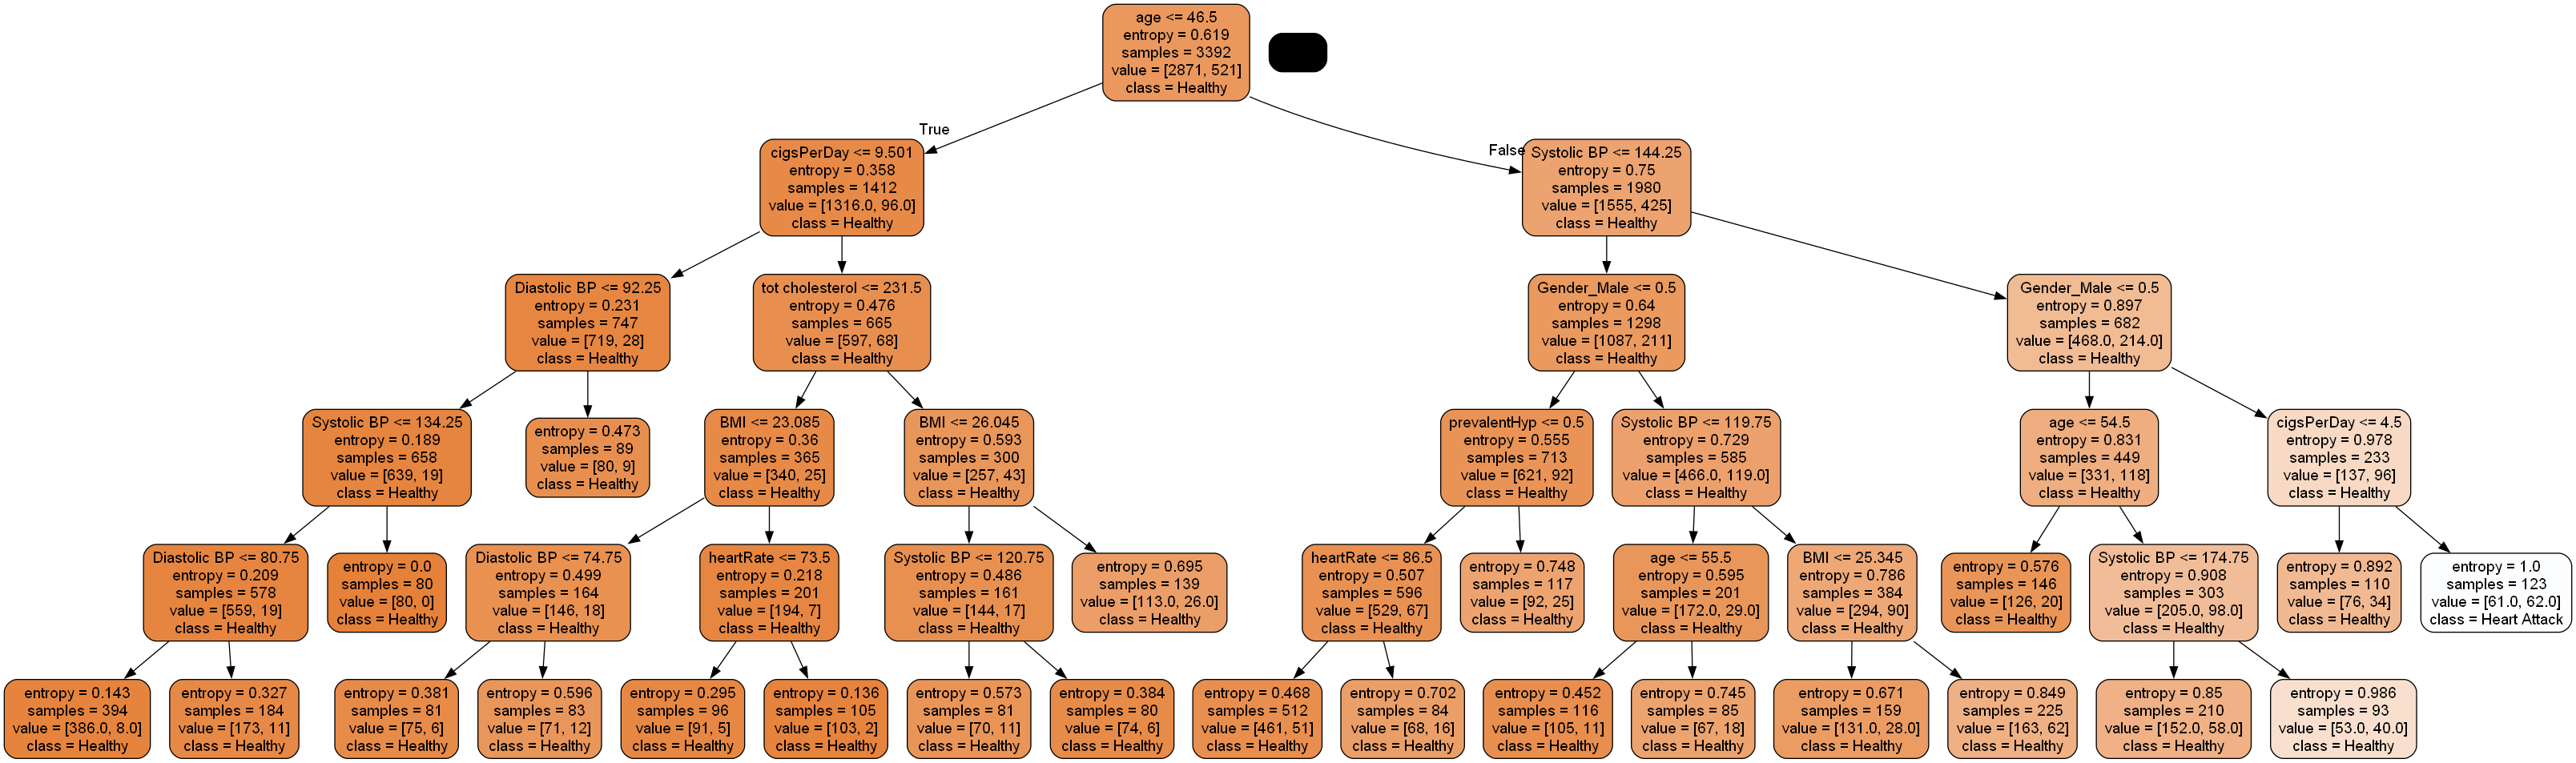 age <= 46.5
entropy = 0.619
samples = 3392
value = [2871, 521]
class = Healthy
True
False
cigsPerDay <= 9.501
entropy = 0.358
samples = 1412
value = [1316.0, 96.0]
class = Healthy
Systolic BP <= 144.25
entropy = 0.75
samples = 1980
value = [1555, 425]
class = Healthy
Diastolic BP <= 92.25
entropy = 0.231
samples = 747
value = [719, 28]
class = Healthy
tot cholesterol <= 231.5
entropy = 0.476
samples = 665
value = [597, 68]
class = Healthy
Gender_Male <= 0.5
entropy = 0.64
samples = 1298
value = [1087, 211]
class = Healthy
Gender_Male <= 0.5
entropy = 0.897
samples = 682
value = [468.0, 214.0]
class = Healthy
Systolic BP <= 134.25
entropy = 0.189
samples = 658
value = [639, 19]
class = Healthy
entropy = 0.473
samples = 89
value = [80, 9]
class = Healthy
BMI <= 23.085
entropy = 0.36
samples = 365
value = [340, 25]
class = Healthy
BMI <= 26.045
entropy = 0.593
samples = 300
value = [257, 43]
class = Healthy
prevalentHyp <= 0.5
entropy = 0.555
samples = 713
value = [621, 92]
class = Healthy
Systolic BP <= 119.75
entropy = 0.729
samples = 585
value = [466.0, 119.0]
class = Healthy
age <= 54.5
entropy = 0.831
samples = 449
value = [331, 118]
class = Healthy
cigsPerDay <= 4.5
entropy = 0.978
samples = 233
value = [137, 96]
class = Healthy
Diastolic BP <= 80.75
entropy = 0.209
samples = 578
value = [559, 19]
class = Healthy
entropy = 0.0
samples = 80
value = [80, 0]
class = Healthy
Diastolic BP <= 74.75
entropy = 0.499
samples = 164
value = [146, 18]
class = Healthy
heartRate <= 73.5
entropy = 0.218
samples = 201
value = [194, 7]
class = Healthy
Systolic BP <= 120.75
entropy = 0.486
samples = 161
value = [144, 17]
class = Healthy
entropy = 0.695
samples = 139
value = [113.0, 26.0]
class = Healthy
heartRate <= 86.5
entropy = 0.507
samples = 596
value = [529, 67]
class = Healthy
entropy = 0.748
samples = 117
value = [92, 25]
class = Healthy
age <= 55.5
entropy = 0.595
samples = 201
value = [172.0, 29.0]
class = Healthy
BMI <= 25.345
entropy = 0.786
samples = 384
value = [294, 90]
class = Healthy
entropy = 0.576
samples = 146
value = [126, 20]
class = Healthy
Systolic BP <= 174.75
entropy = 0.908
samples = 303
value = [205.0, 98.0]
class = Healthy
entropy = 0.892
samples = 110
value = [76, 34]
class = Healthy
entropy = 1.0
samples = 123
value = [61.0, 62.0]
class = Heart Attack
entropy = 0.143
samples = 394
value = [386.0, 8.0]
class = Healthy
entropy = 0.327
samples = 184
value = [173, 11]
class = Healthy
entropy = 0.381
samples = 81
value = [75, 6]
class = Healthy
entropy = 0.596
samples = 83
value = [71, 12]
class = Healthy
entropy = 0.295
samples = 96
value = [91, 5]
class = Healthy
entropy = 0.136
samples = 105
value = [103, 2]
class = Healthy
entropy = 0.573
samples = 81
value = [70, 11]
class = Healthy
entropy = 0.384
samples = 80
value = [74, 6]
class = Healthy
entropy = 0.468
samples = 512
value = [461, 51]
class = Healthy
entropy = 0.702
samples = 84
value = [68, 16]
class = Healthy
entropy = 0.452
samples = 116
value = [105, 11]
class = Healthy
entropy = 0.745
samples = 85
value = [67, 18]
class = Healthy
entropy = 0.671
samples = 159
value = [131.0, 28.0]
class = Healthy
entropy = 0.849
samples = 225
value = [163, 62]
class = Healthy
entropy = 0.85
samples = 210
value = [152.0, 58.0]
class = Healthy
entropy = 0.986
samples = 93
value = [53.0, 40.0]
class = Healthy